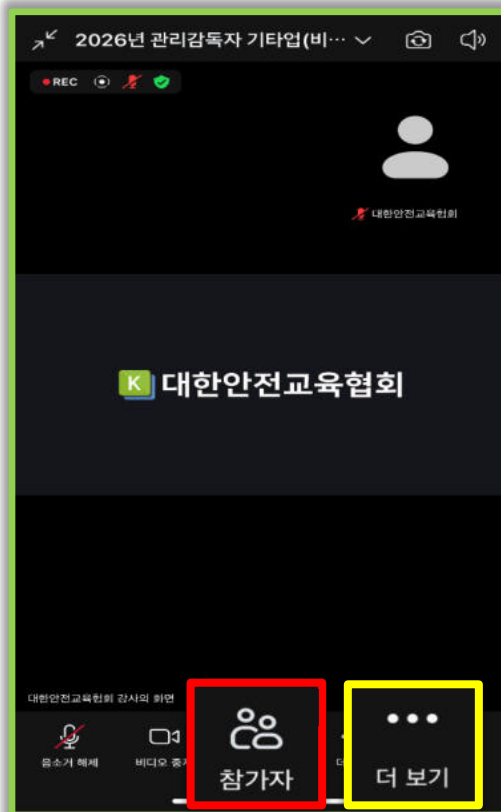 2026년 관리감독자 기타업(비…
REC
대한안전교육협회
K 대한안전교육협회
대한안전교육협회 강사의 화면
음소거 해제
비디오 중지
참가자
더 보기